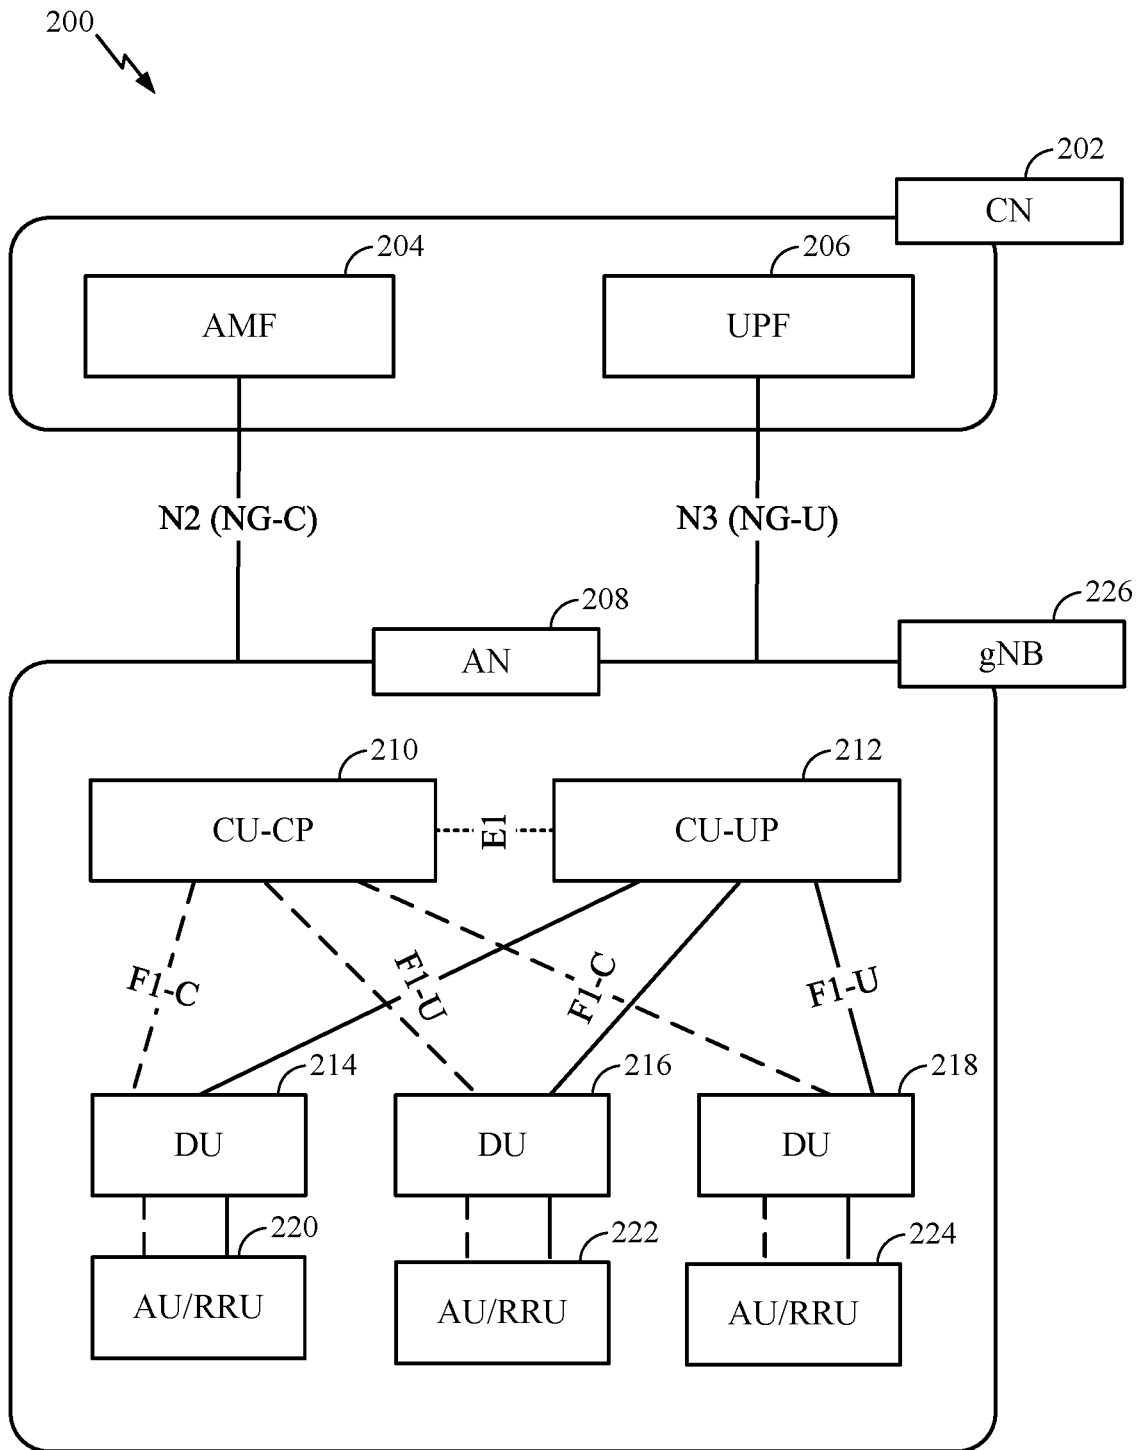 200
202
CN
204
206
AMF
UPF
N2 (NG-C)
N3 (NG-U)
208
226
AN
gNB
210
212
CU-CP
E1
CU-UP
F1-C
F1-U
F1-C
F1-U
214
216
218
DU
DU
DU
220
222
224
AU/RRU
AU/RRU
AU/RRU